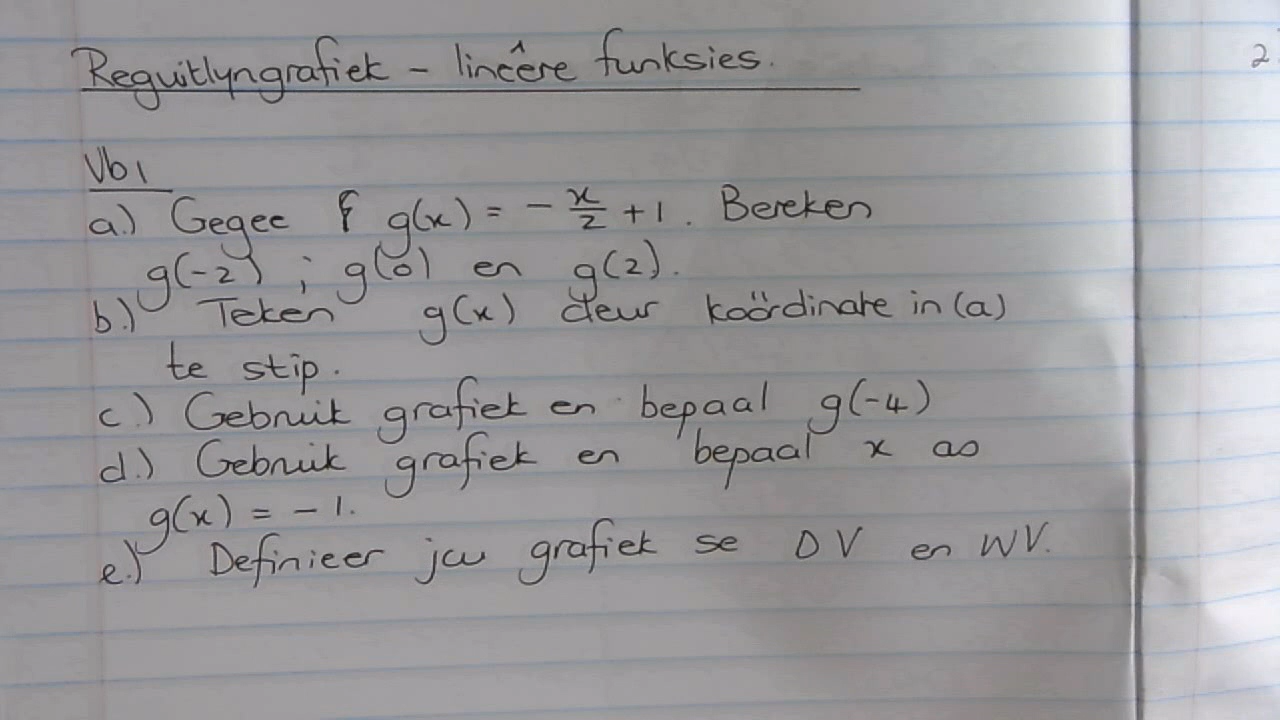 Reguitlyngrafiek - lineêre funksies.
2
Vb1
a.) Gegee g(x) = -x/2 + 1. Bereken
g(-2) ; g(0) en g(2).
b.) Teken g(x) deur koördinate in (a)
te stip.
c.) Gebruik grafiek en bepaal g(-4)
d.) Gebruik grafiek en bepaal x as
g(x) = -1.
e.) Definieer jou grafiek se DV en WV.